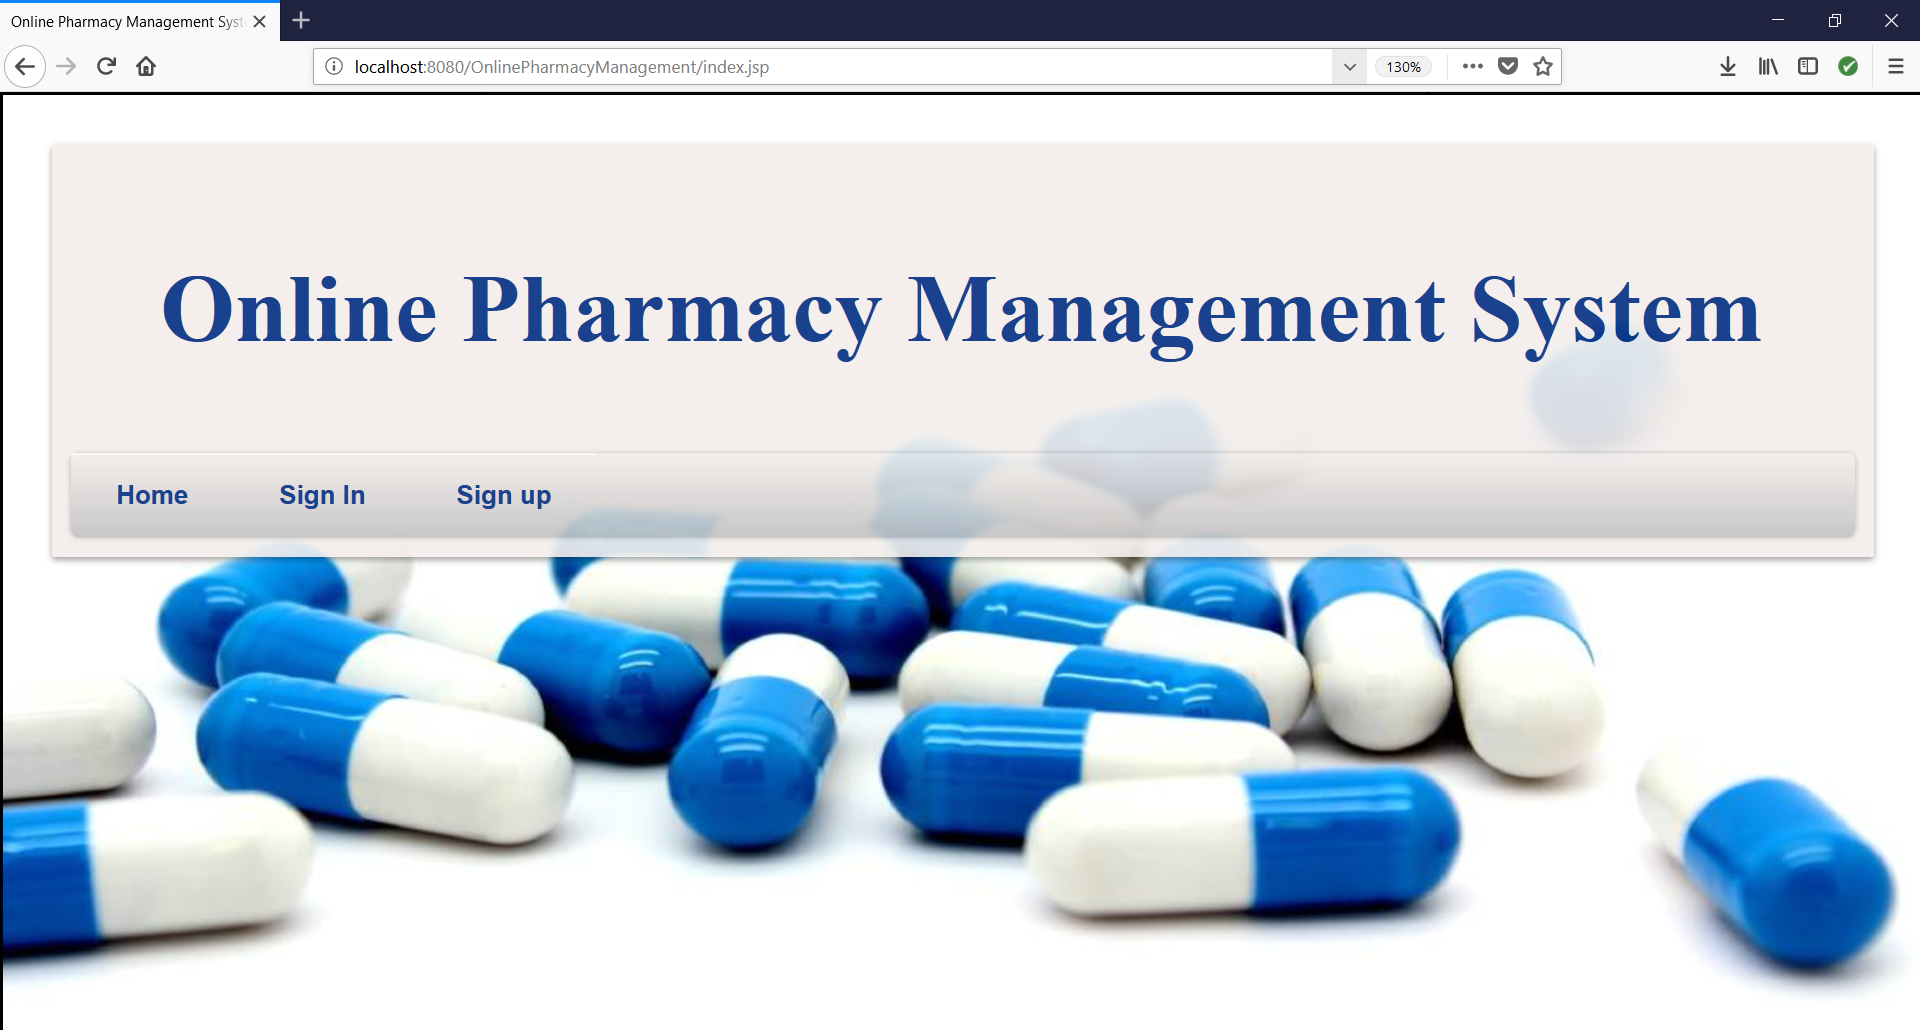 Online Pharmacy Management Syst
localhost:8080/OnlinePharmacyManagement/index.jsp
130%
Online Pharmacy Management System
Home Sign In Sign up